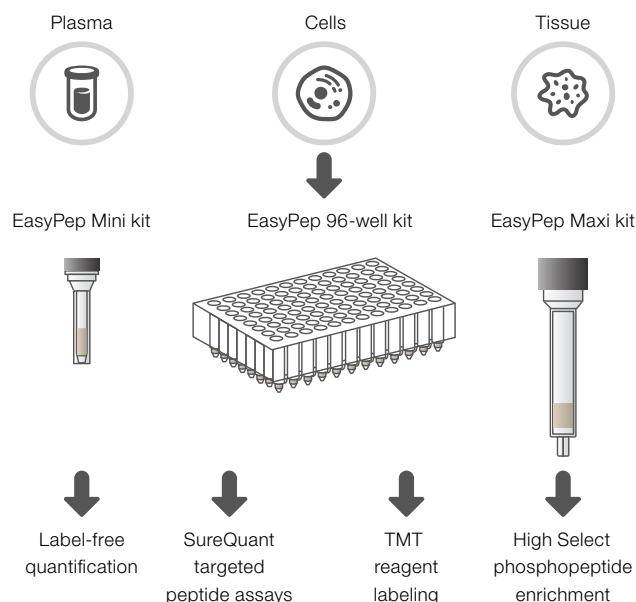 Plasma
Cells
Tissue
EasyPep Mini kit
EasyPep 96-well kit
EasyPep Maxi kit
Label-free
quantification
SureQuant
targeted
peptide assays
TMT
reagent
labeling
High Select
phosphopeptide
enrichment